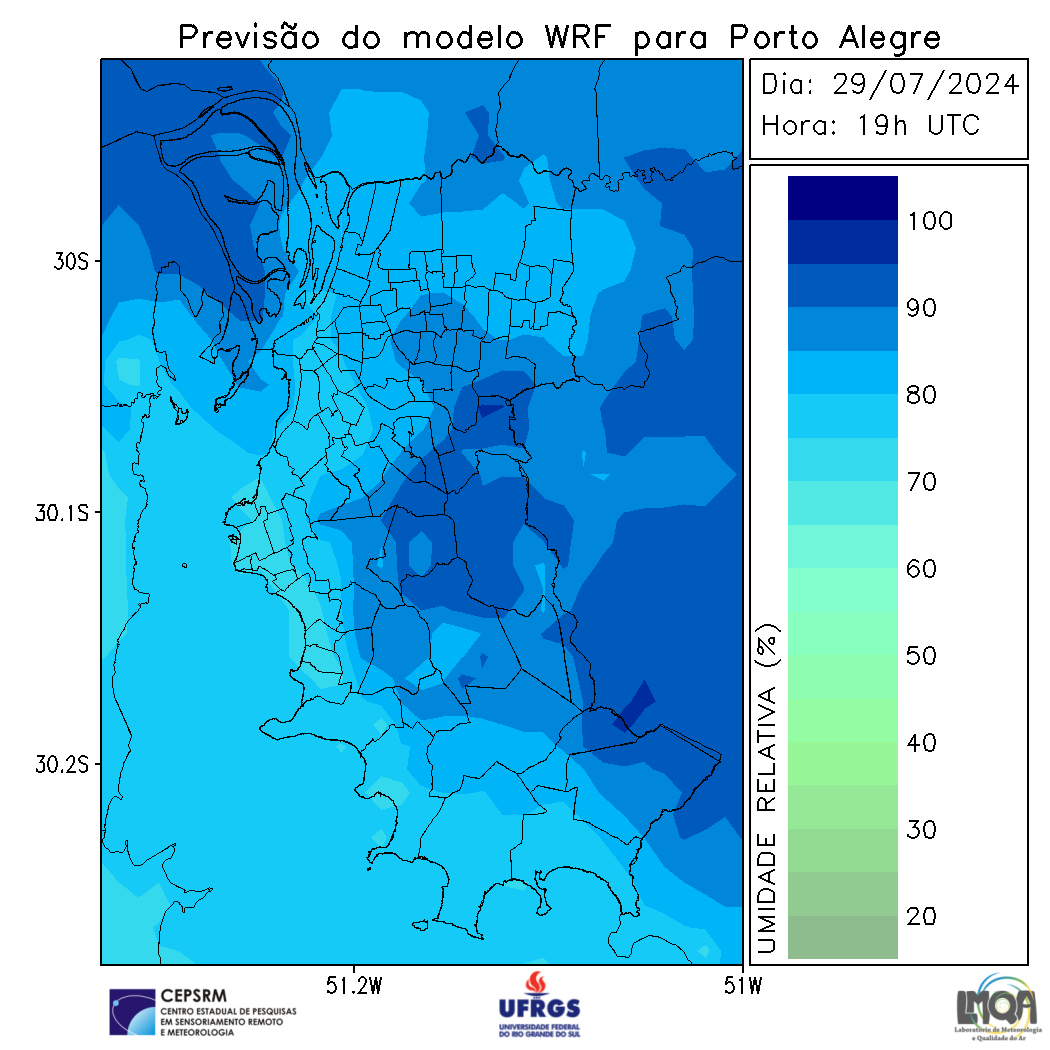 Previsão do modelo WRF para Porto Alegre
Dia: 29/07/2024
Hora: 19h UTC
30S
30.1S
30.2S
51.2W
51W
UMIDADE RELATIVA (%)
100
90
80
70
60
50
40
30
20
CEPSRM
CENTRO ESTADUAL DE PESQUISAS
EM SENSORIAMENTO REMOTO
E METEOROLOGIA
UFRGS
UNIVERSIDADE FEDERAL
DO RIO GRANDE DO SUL
LMQA
Laboratório de Meteorologia
e Qualidade do Ar